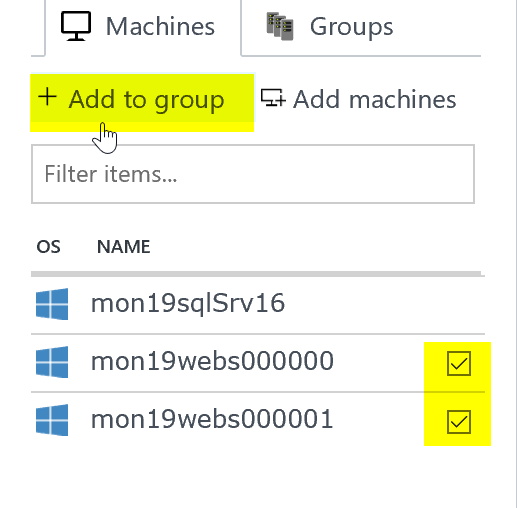 Machines Groups
+ Add to group Add machines
Filter items...
OS NAME
mon19sqlSrv16
mon19webs000000
mon19webs000001